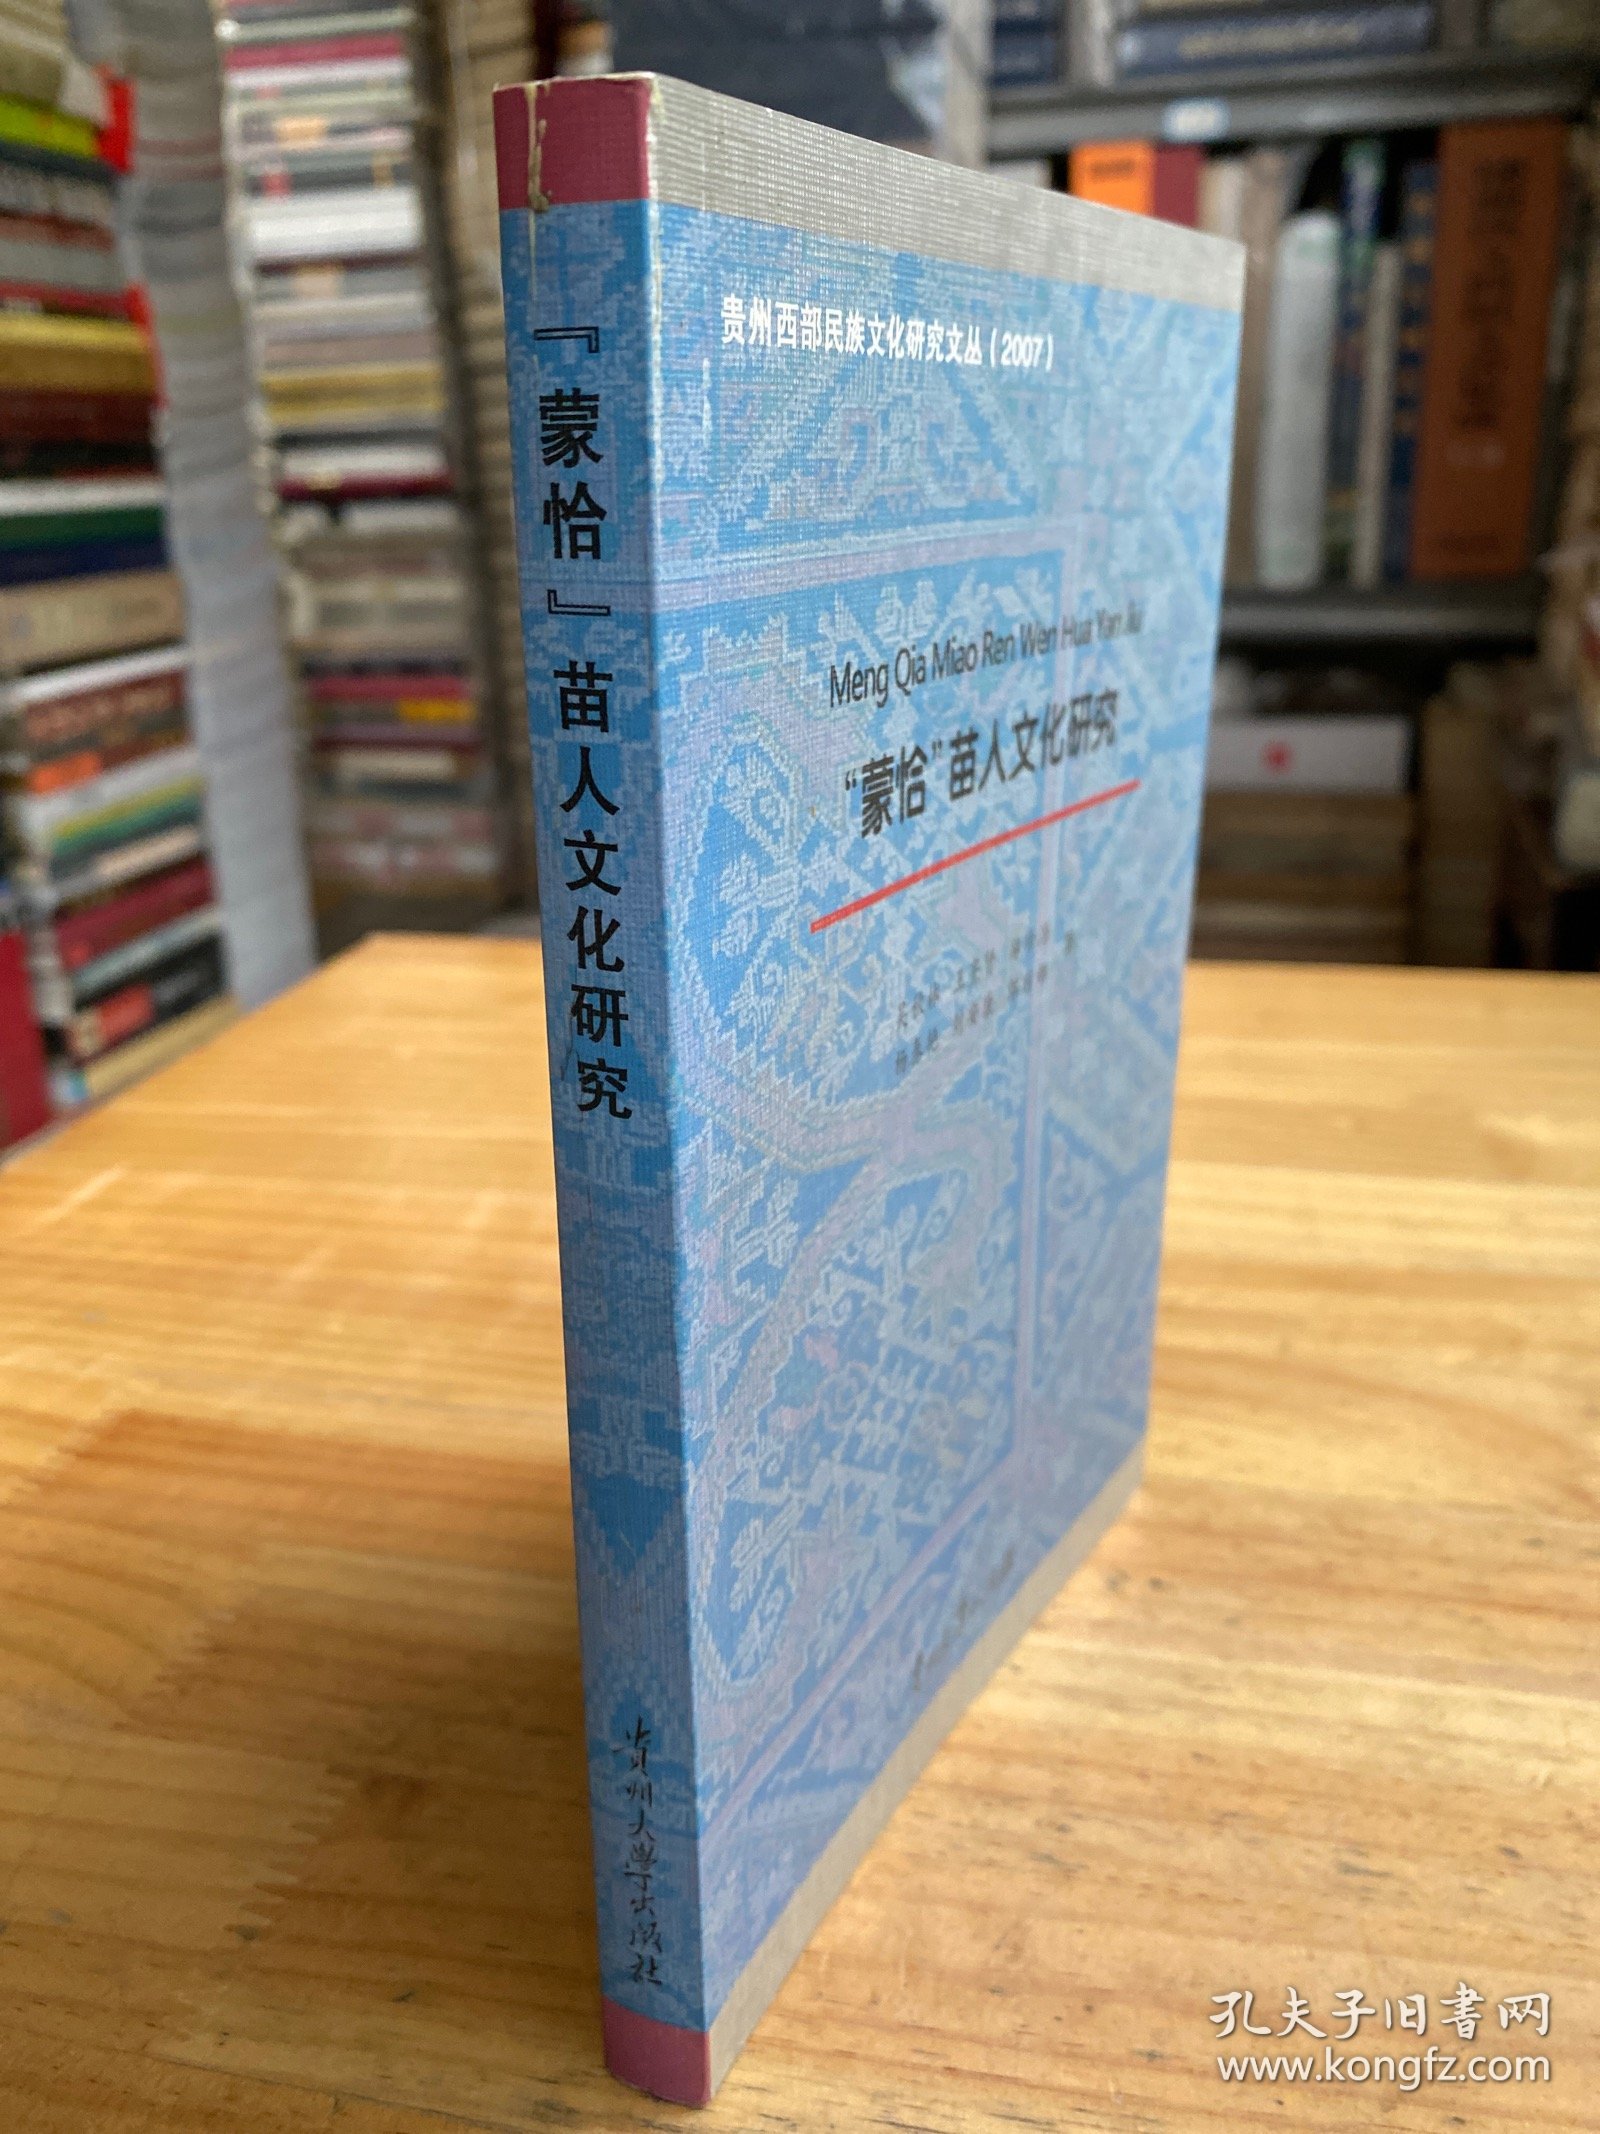 『蒙恰』苗人文化研究
贵州大学出版社
贵州西部民族文化研究文丛（2007）
Meng Qia Miao Ren Wen Hua Yan Jiu
“蒙恰”苗人文化研究
著
孔夫子旧書网
www.kongfz.com